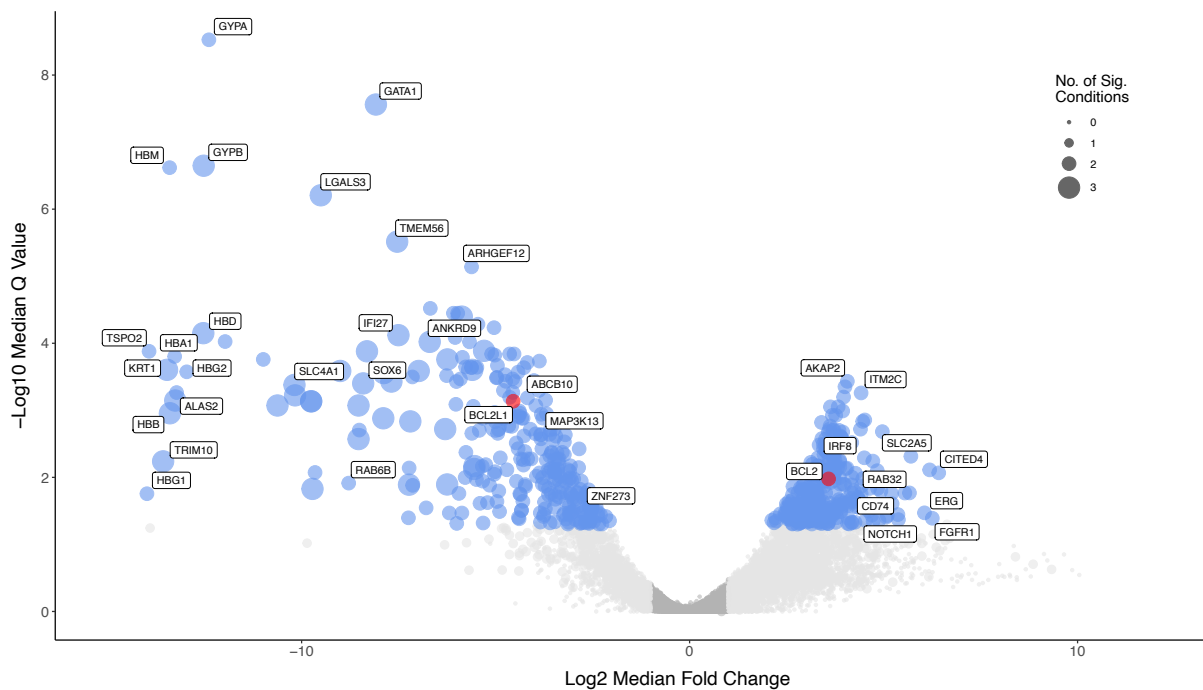 GYPA
8
GATA1
No. of Sig.
Conditions
0
1
2
3
HBM
GYPB
LGALS3
6
TMEM56
ARHGEF12
−Log10 Median Q Value
HBD
IFI27
ANKRD9
TSPO2
HBA1
4
KRT1
HBG2
SLC4A1
SOX6
AKAP2
ITM2C
ABCB10
ALAS2
BCL2L1
MAP3K13
HBB
TRIM10
IRF8
SLC2A5
CITED4
RAB6B
BCL2
RAB32
HBG1
2
ZNF273
CD74
ERG
NOTCH1
FGFR1
0
−10
0
10
Log2 Median Fold Change